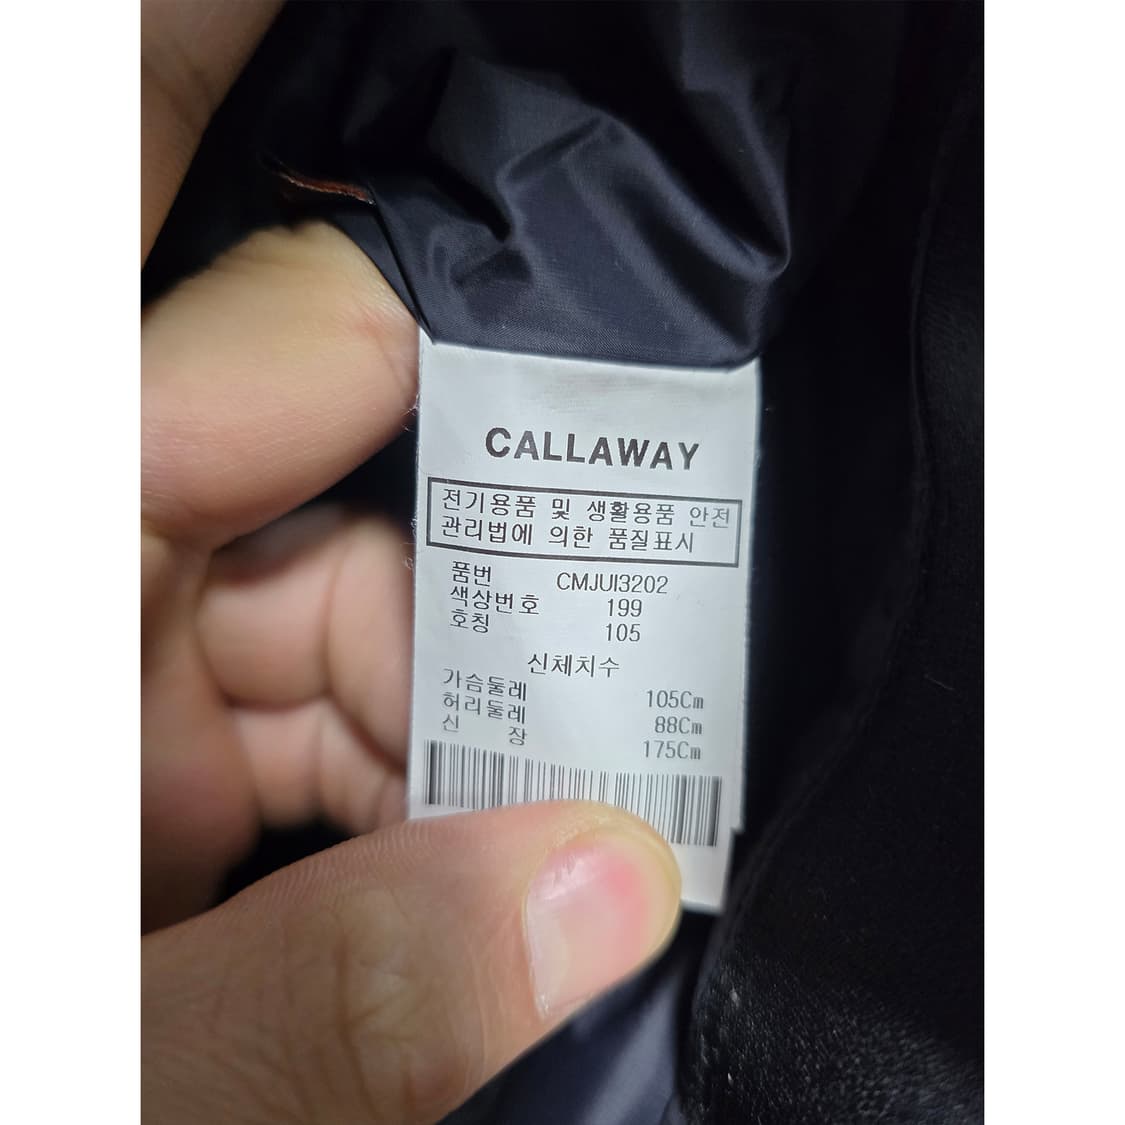 CALLAWAY
전기용품 및 생활용품 안전
관리법에 의한 품질표시
품번 CMJUI3202
색상번호 199
호칭 105
신체치수
가슴둘레 105Cm
허리둘레 88Cm
신 장 175Cm